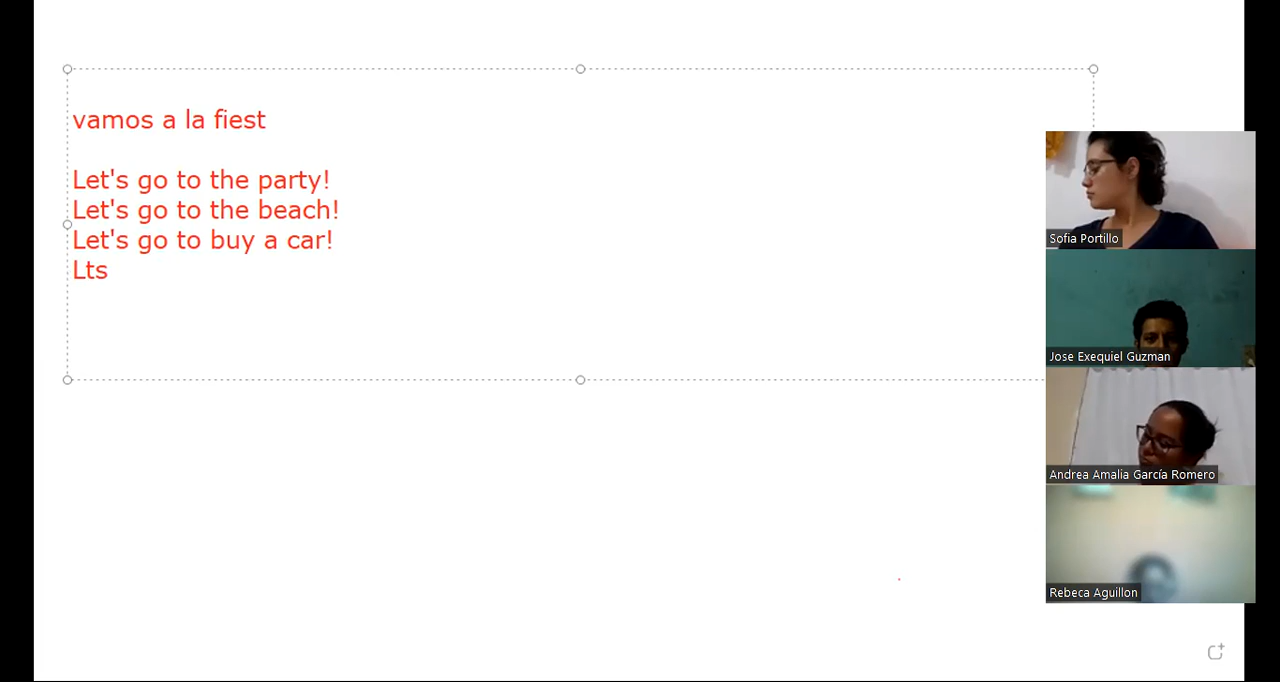 vamos a la fiest
Let's go to the party!
Let's go to the beach!
Let's go to buy a car!
Lts
Sofia Portillo
Jose Exequiel Guzman
Andrea Amalia García Romero
Rebeca Aguillon